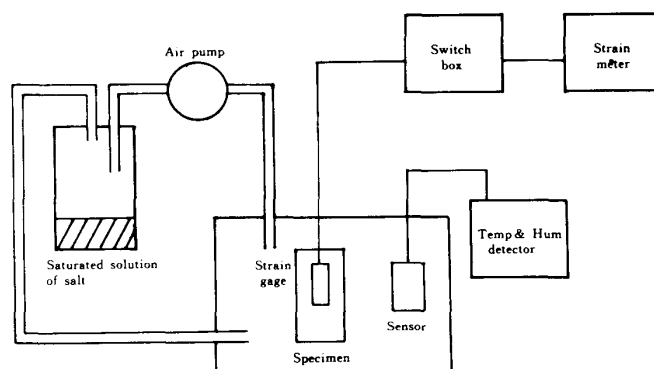 Air pump
Switch
box
Strain
meter
Saturated solution
of salt
Strain
gage
Temp & Hum
detector
Sensor
Specimen